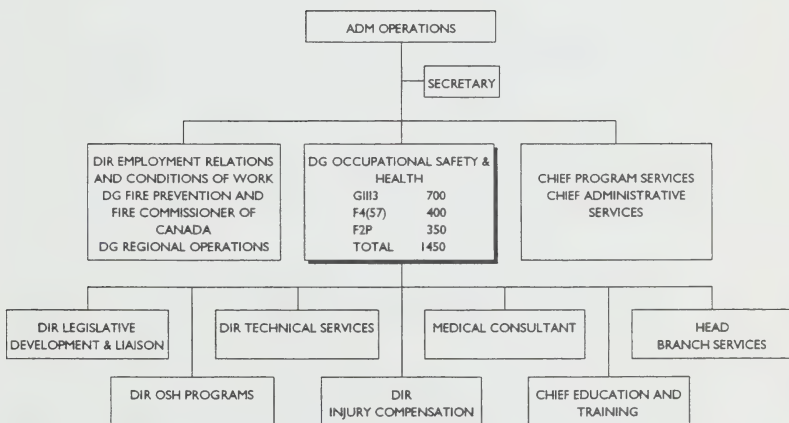 ADM OPERATIONS
SECRETARY
DIR EMPLOYMENT RELATIONS
AND CONDITIONS OF WORK
DG FIRE PREVENTION AND
FIRE COMMISSIONER OF
CANADA
DG REGIONAL OPERATIONS
DG OCCUPATIONAL SAFETY &
HEALTH
GIII3 700
F4(57) 400
F2P 350
TOTAL 1450
CHIEF PROGRAM SERVICES
CHIEF ADMINISTRATIVE
SERVICES
DIR LEGISLATIVE
DEVELOPMENT & LIAISON
DIR TECHNICAL SERVICES
MEDICAL CONSULTANT
HEAD
BRANCH SERVICES
DIR OSH PROGRAMS
DIR
INJURY COMPENSATION
CHIEF EDUCATION AND
TRAINING